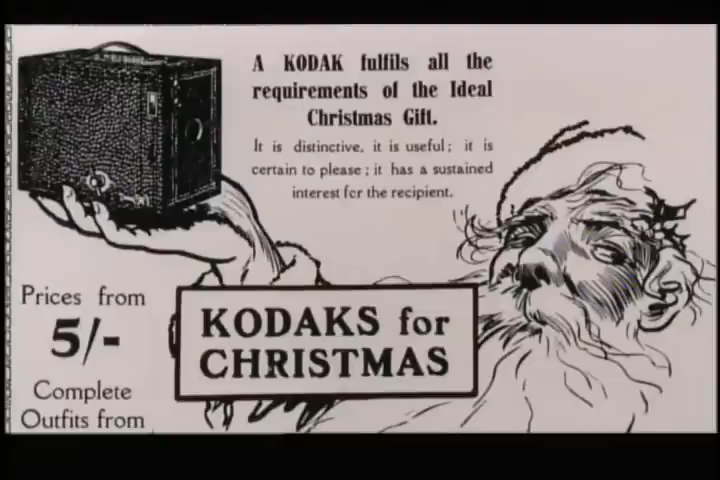 A KODAK fulfils all the
requirements of the Ideal
Christmas Gift.
It is distinctive, it is useful; it is
certain to please; it has a sustained
interest for the recipient.
Prices from
5/-
Complete
Outfits from
KODAKS for
CHRISTMAS